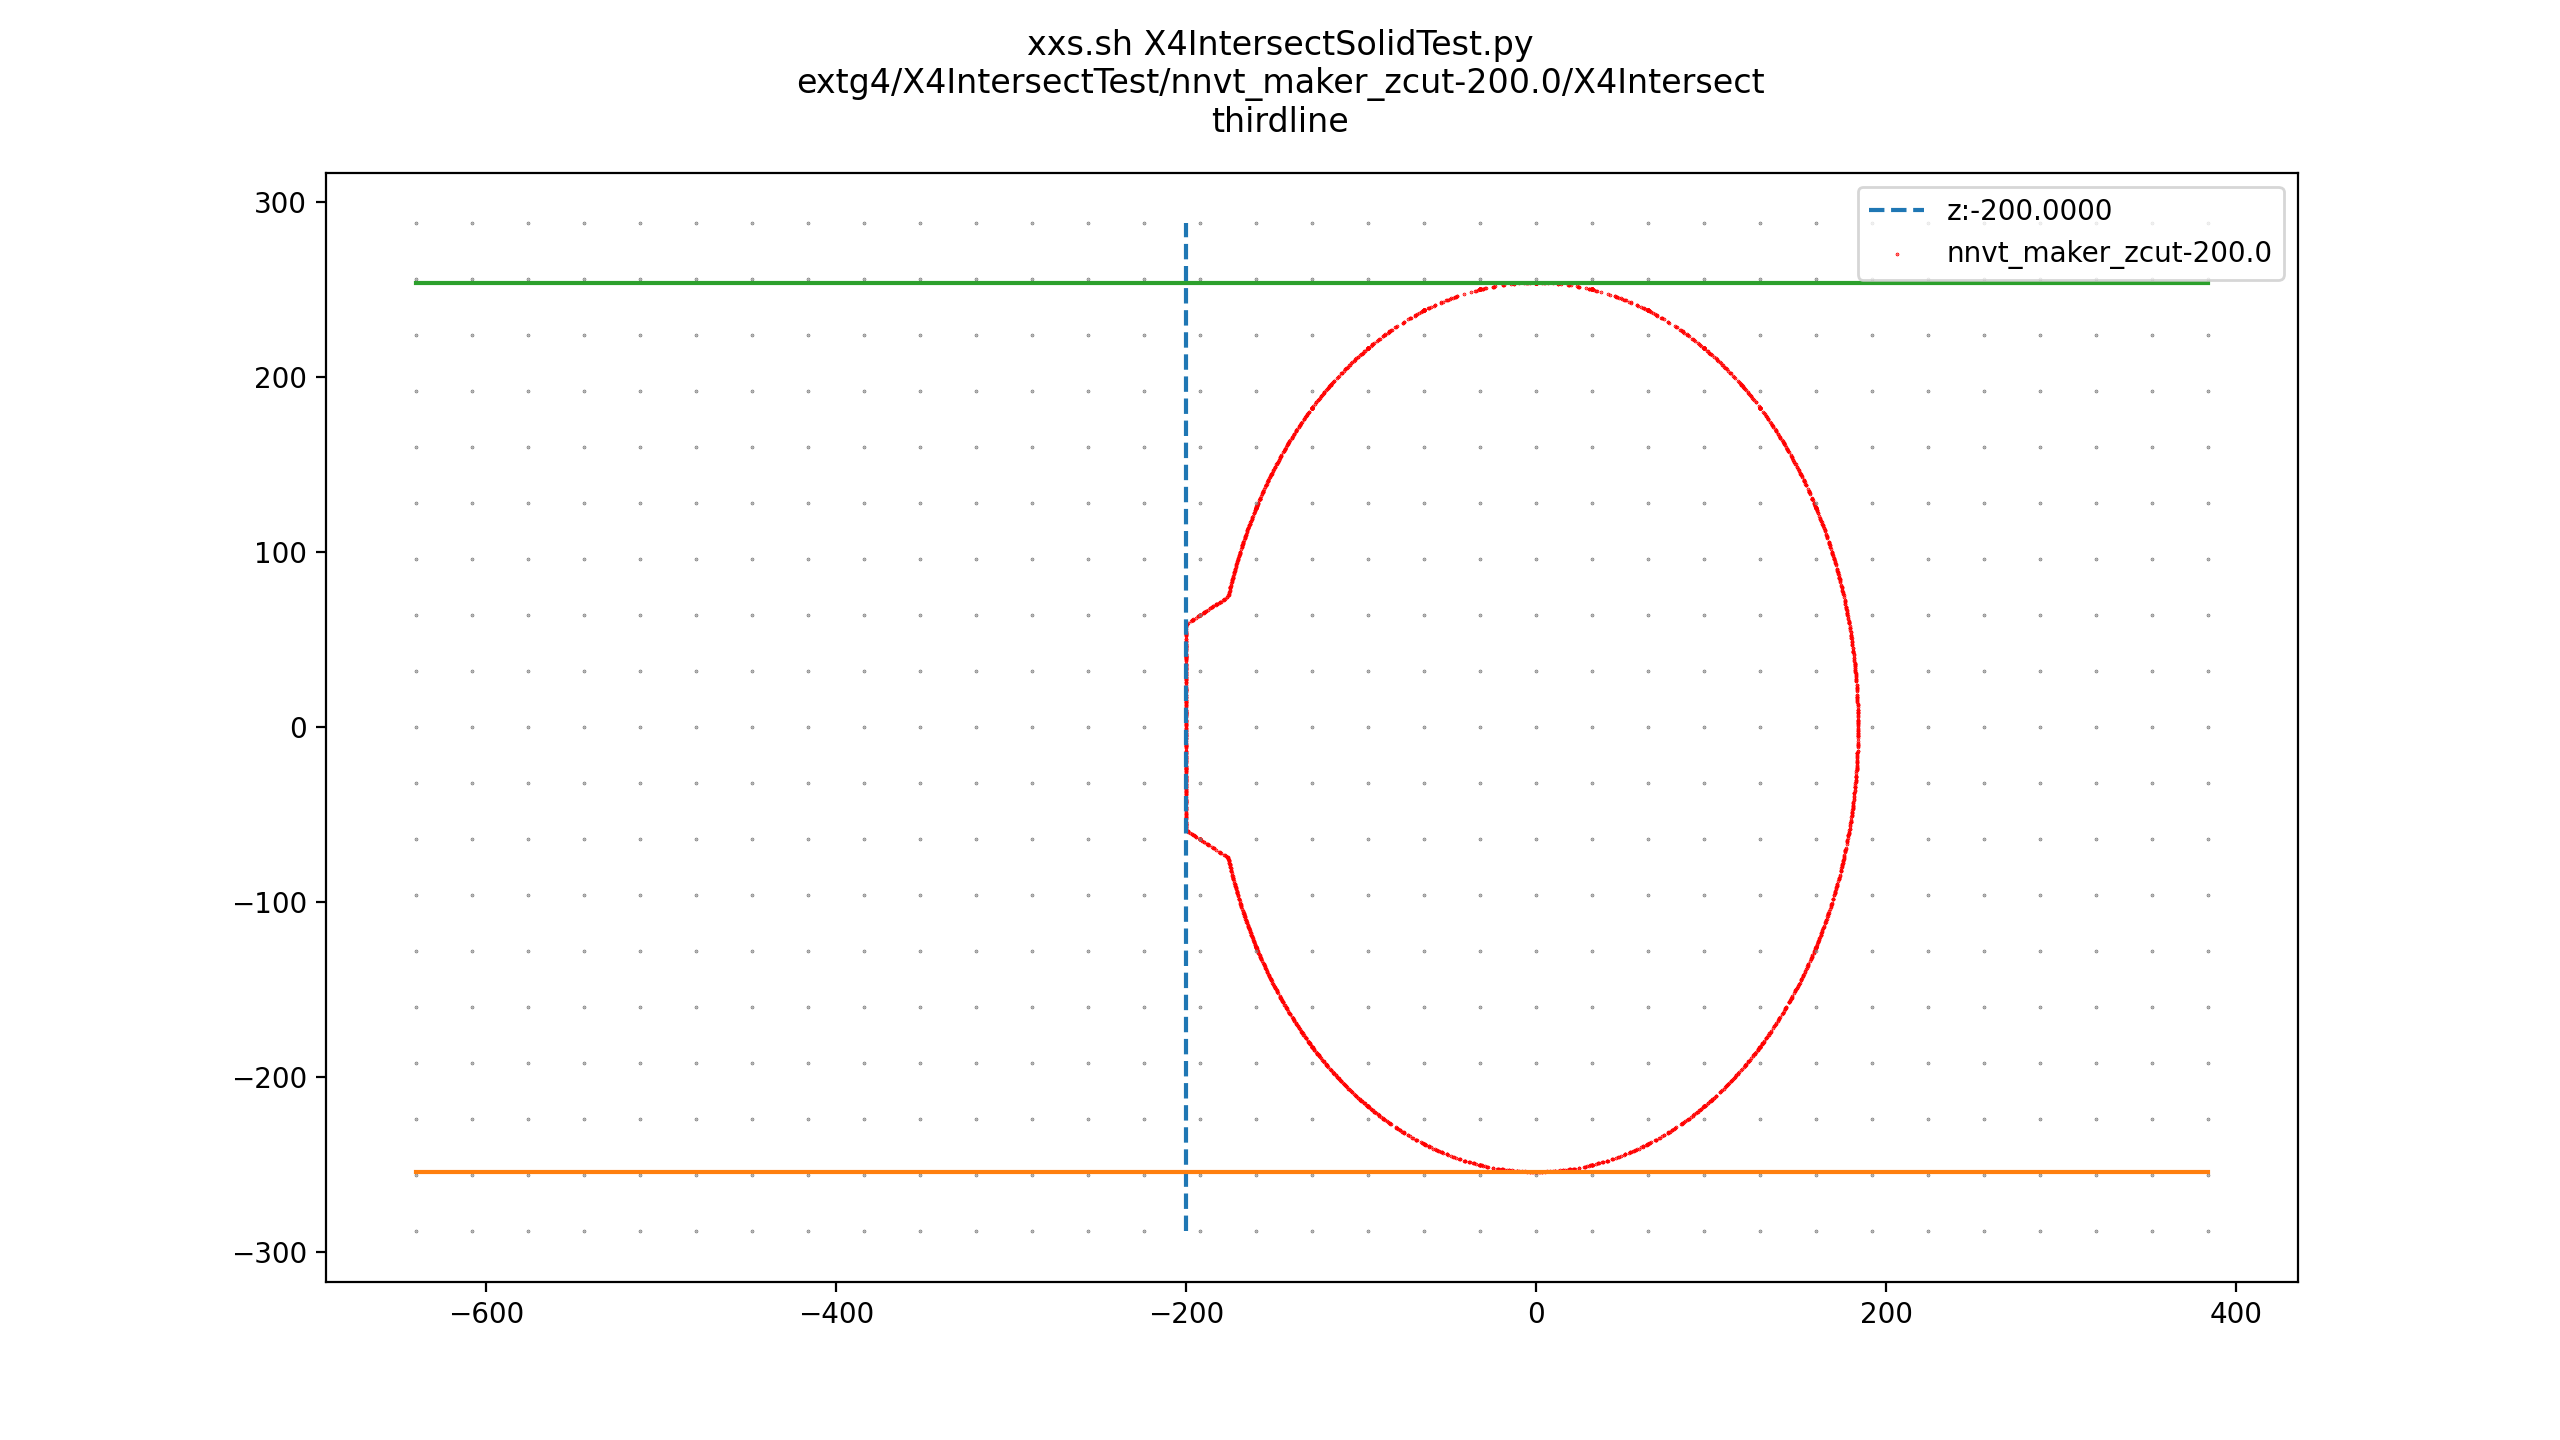 xxs.sh X4IntersectSolidTest.py
extg4/X4IntersectTest/nnvt_maker_zcut-200.0/X4Intersect
thirdline
z:-200.0000
nnvt_maker_zcut-200.0
300
200
100
0
−100
−200
−300
−600
−400
−200
0
200
400